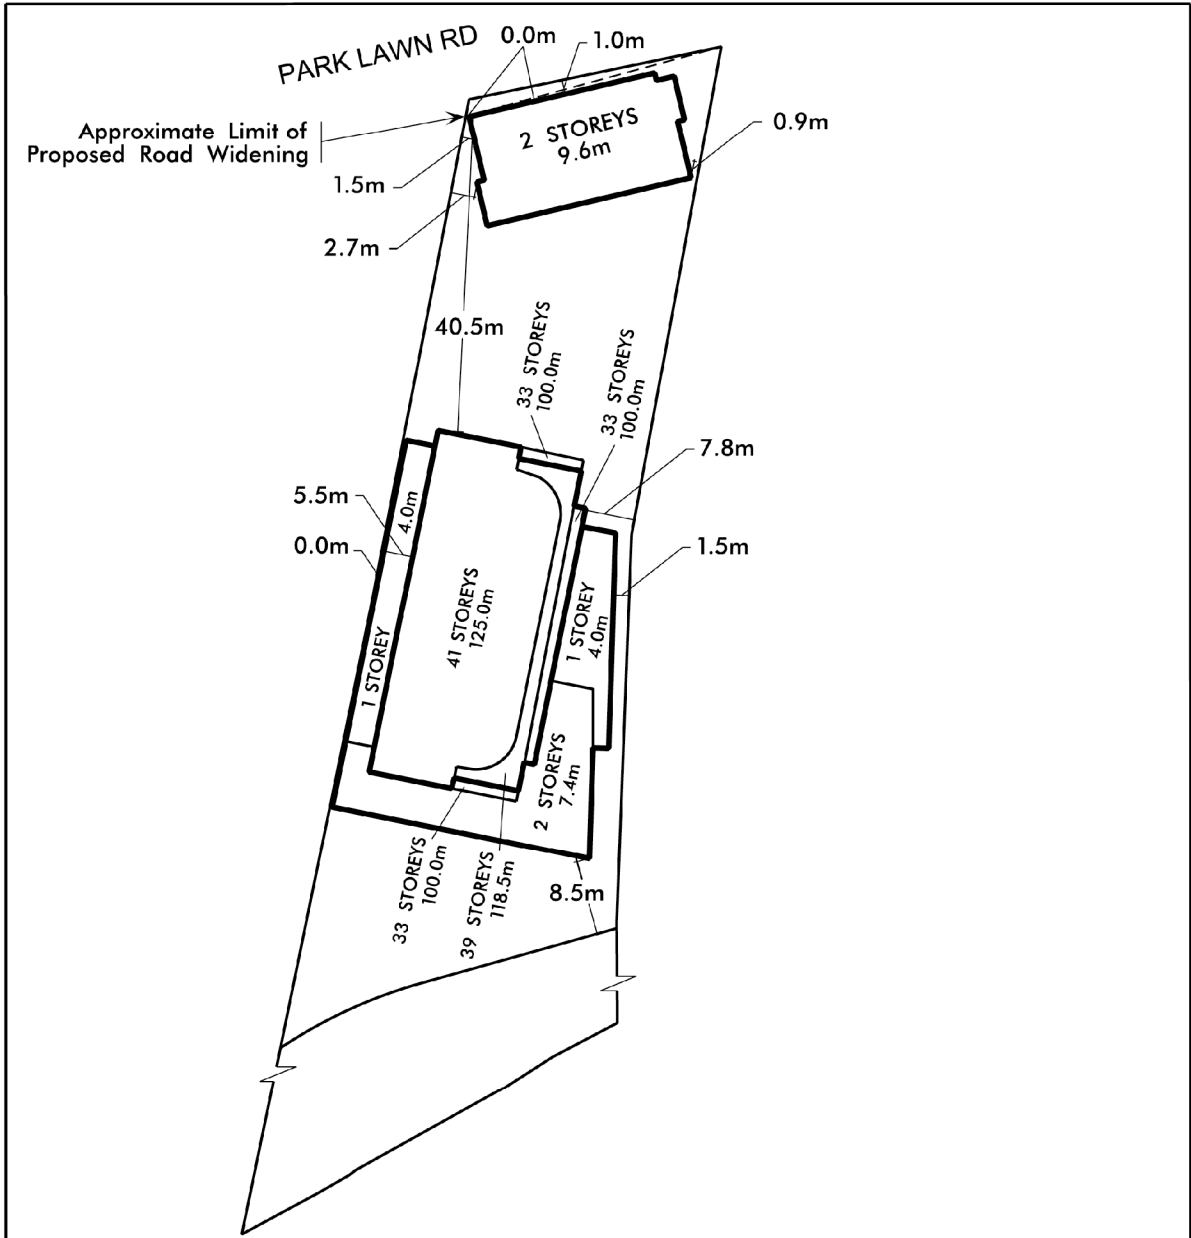 PARK LAWN RD
0.0m
1.0m
Approximate Limit of
Proposed Road Widening
2 STOREYS
9.6m
0.9m
1.5m
2.7m
40.5m
33 STOREYS
100.0m
33 STOREYS
100.0m
7.8m
5.5m
4.0m
0.0m
1.5m
41 STOREYS
125.0m
1 STOREY
4.0m
1 STOREY
2 STOREYS
7.4m
33 STOREYS
100.0m
39 STOREYS
118.5m
8.5m